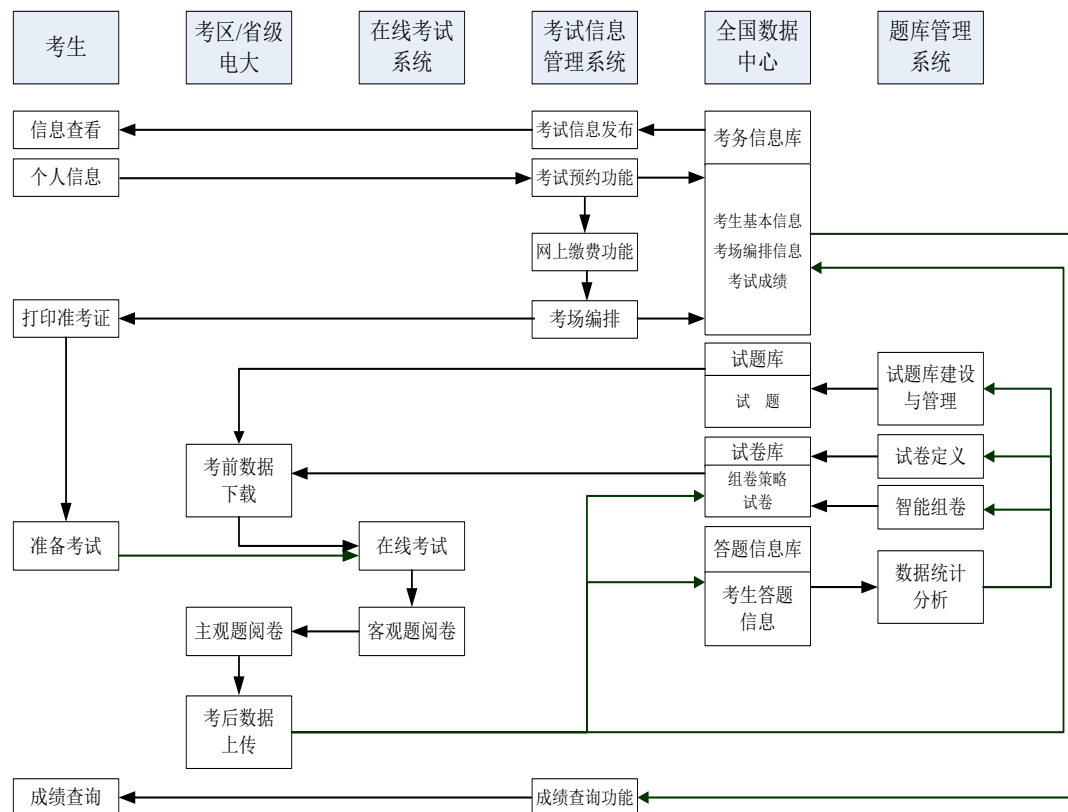 考生
考区/省级
电大
在线考试
系统
考试信息
管理系统
全国数据
中心
题库管理
系统
信息查看
考试信息发布
考务信息库
个人信息
考试预约功能
考生基本信息
考场编排信息
考试成绩
网上缴费功能
打印准考证
考场编排
试题库
试 题
试题库建设
与管理
考前数据
下载
试卷库
组卷策略
试卷
试卷定义
智能组卷
准备考试
在线考试
答题信息库
考生答题
信息
数据统计
分析
主观题阅卷
客观题阅卷
考后数据
上传
成绩查询
成绩查询功能